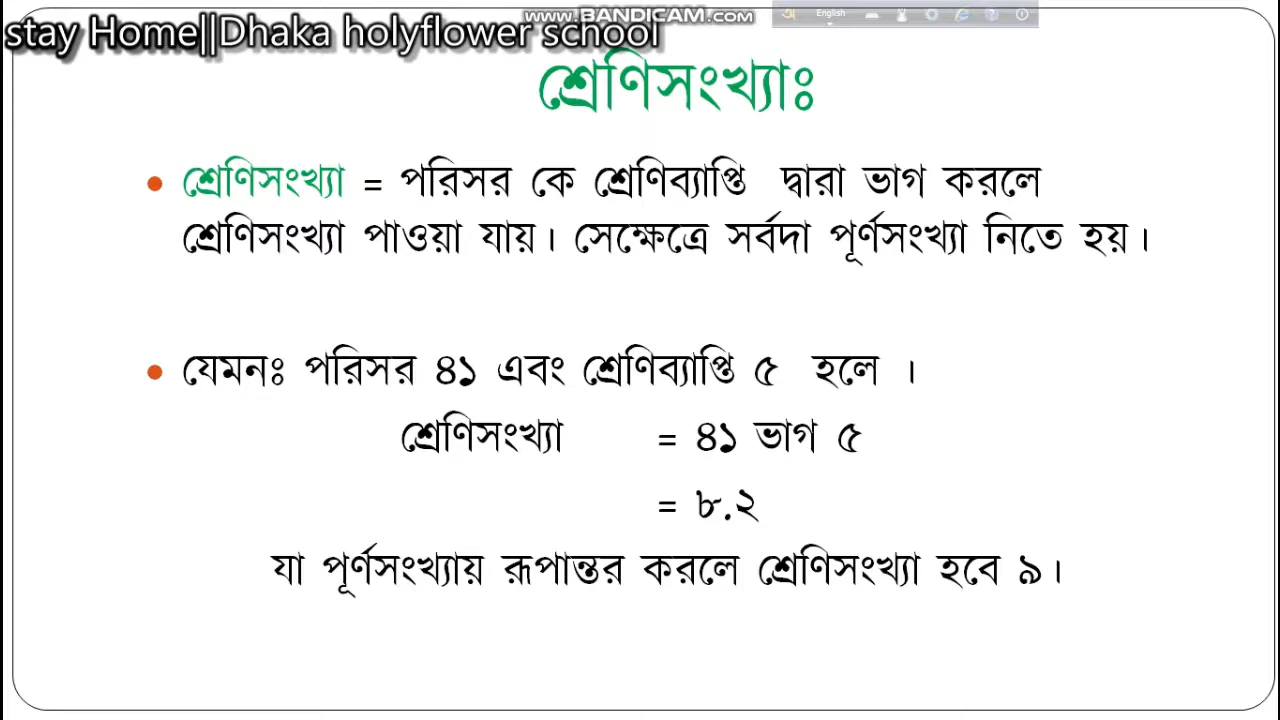 www.BANDICAM.com
English
stay Home||Dhaka holyflower school
শ্রেণিসংখ্যাঃ
• শ্রেণিসংখ্যা = পরিসর কে শ্রেণিব্যাপ্তি দ্বারা ভাগ করলে
শ্রেণিসংখ্যা পাওয়া যায়। সেক্ষেত্রে সর্বদা পূর্ণসংখ্যা নিতে হয়।
• যেমনঃ পরিসর ৪১ এবং শ্রেণিব্যাপ্তি ৫ হলে ।
শ্রেণিসংখ্যা = ৪১ ভাগ ৫
= ৮.২
যা পূর্ণসংখ্যায় রূপান্তর করলে শ্রেণিসংখ্যা হবে ৯।